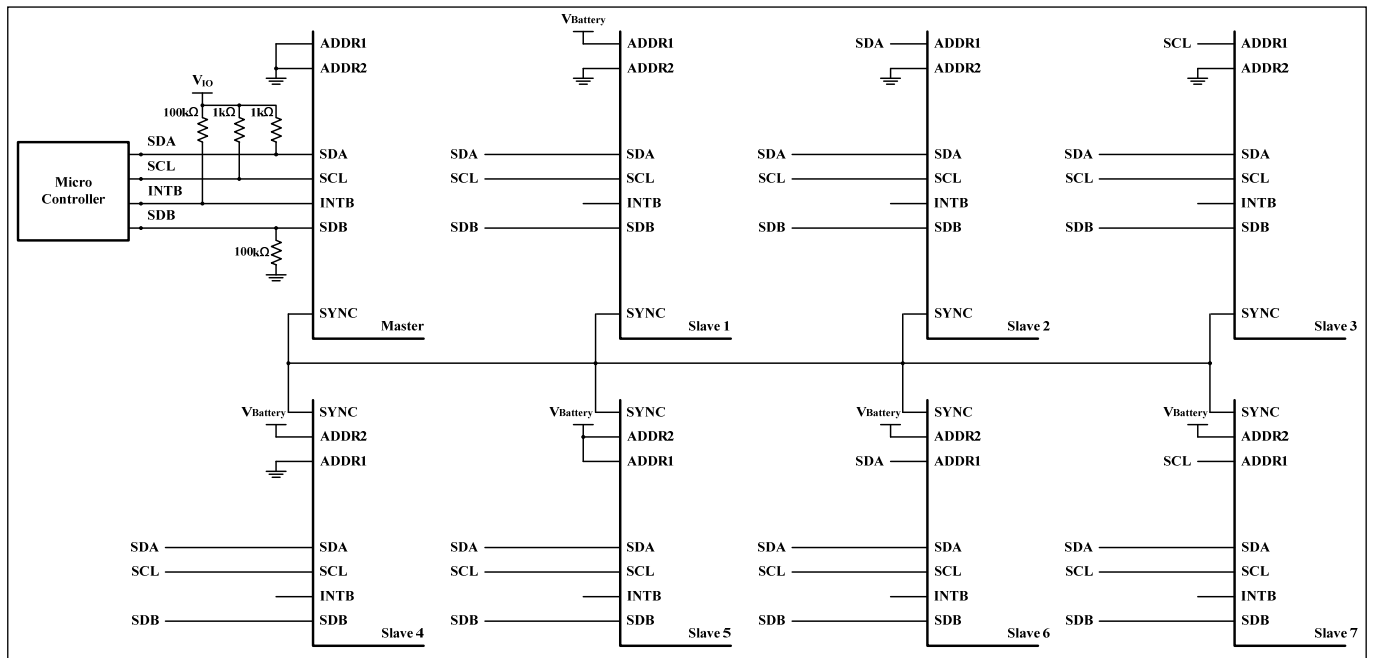 VBattery
ADDR1
ADDR2
ADDR1
ADDR2
SDA
ADDR1
ADDR2
SCL
ADDR1
ADDR2
VIO
100kΩ
1kΩ
1kΩ
Micro
Controller
SDA
SCL
INTB
SDB
100kΩ
SDA
SCL
INTB
SDB
SYNC
Master
SDA
SCL
SDB
SDA
SCL
INTB
SDB
SYNC
Slave 1
SDA
SCL
SDB
SDA
SCL
INTB
SDB
SYNC
Slave 2
SDA
SCL
SDB
SDA
SCL
INTB
SDB
SYNC
Slave 3
VBattery
SYNC
ADDR2
ADDR1
SDA
SCL
SDB
SDA
SCL
INTB
SDB
Slave 4
VBattery
SYNC
ADDR2
ADDR1
SDA
SCL
SDB
SDA
SCL
INTB
SDB
Slave 5
VBattery
SYNC
ADDR2
SDA
ADDR1
SDA
SCL
SDB
SDA
SCL
INTB
SDB
Slave 6
VBattery
SYNC
ADDR2
SCL
ADDR1
SDA
SCL
SDB
SDA
SCL
INTB
SDB
Slave 7